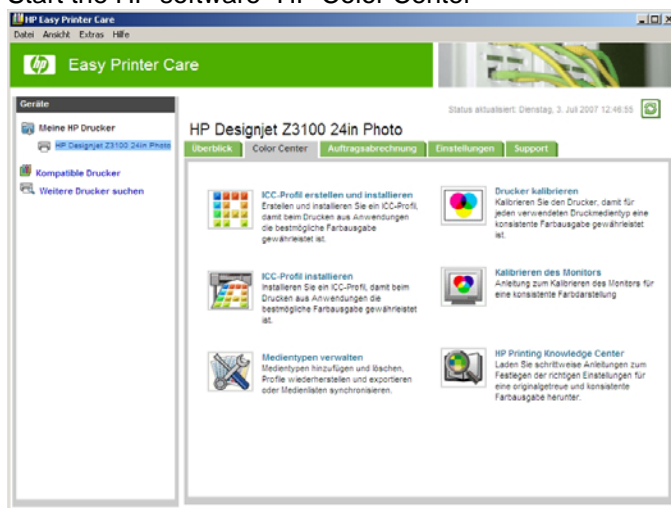 Start the HP software "HP Color Center"
HP Easy Printer Care
Datei Ansicht Extras Hilfe
hp Easy Printer Care
Geräte
Meine HP Drucker
HP Designjet Z3100 24in Photo
Kompatible Drucker
Weitere Drucker suchen
Status aktualisiert: Dienstag, 3. Juli 2007 12:46:55
HP Designjet Z3100 24in Photo
Überblick Color Center Auftragsabrechnung Einstellungen Support
ICC-Profil erstellen und installieren
Erstellen und installieren Sie ein ICC-Profil,
damit beim Drucken aus Anwendungen
die bestmögliche Farbausgabe
gewährleistet ist.
Drucker kalibrieren
Kalibrieren Sie den Drucker, damit für
jeden verwendeten Druckmedientyp eine
konsistente Farbausgabe gewährleistet
ist.
ICC-Profil installieren
Installieren Sie ein ICC-Profil, damit beim
Drucken aus Anwendungen die
bestmögliche Farbausgabe gewährleistet
ist.
Kalibrieren des Monitors
Anleitung zum Kalibrieren des Monitors für
eine konsistente Farbdarstellung
Medientypen verwalten
Medientypen hinzufügen und löschen,
Profile wiederherstellen und exportieren
oder Medienlisten synchronisieren.
HP Printing Knowledge Center
Laden Sie schrittweise Anleitungen zum
Festlegen der richtigen Einstellungen für
eine originalgetreue und konsistente
Farbausgabe herunter.